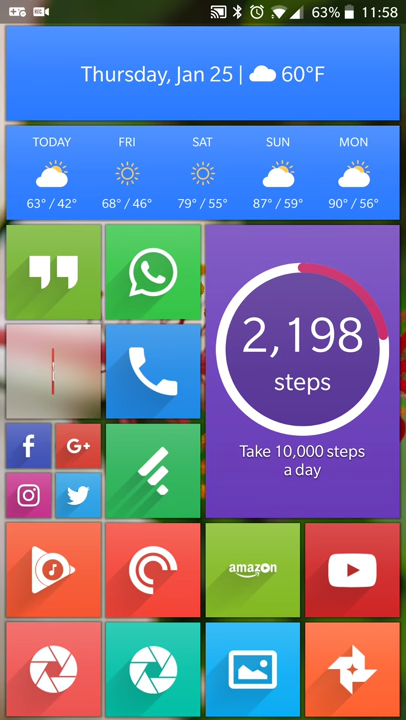 63% 11:58
Thursday, Jan 25 | 60°F
TODAY FRI SAT SUN MON
63° / 42° 68° / 46° 79° / 55° 87° / 59° 90° / 56°
2,198
steps
Take 10,000 steps
a day
f G+
amazon